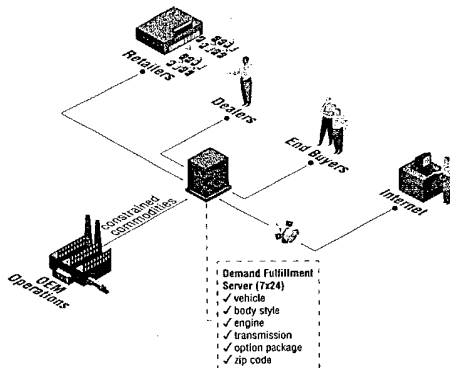 Retailers
Dealers
End Buyers
Internet
constrained
commodities
OEM
Operations
Demand Fulfillment
Server (7x24)
✓ vehicle
✓ body style
✓ engine
✓ transmission
✓ option package
✓ zip code